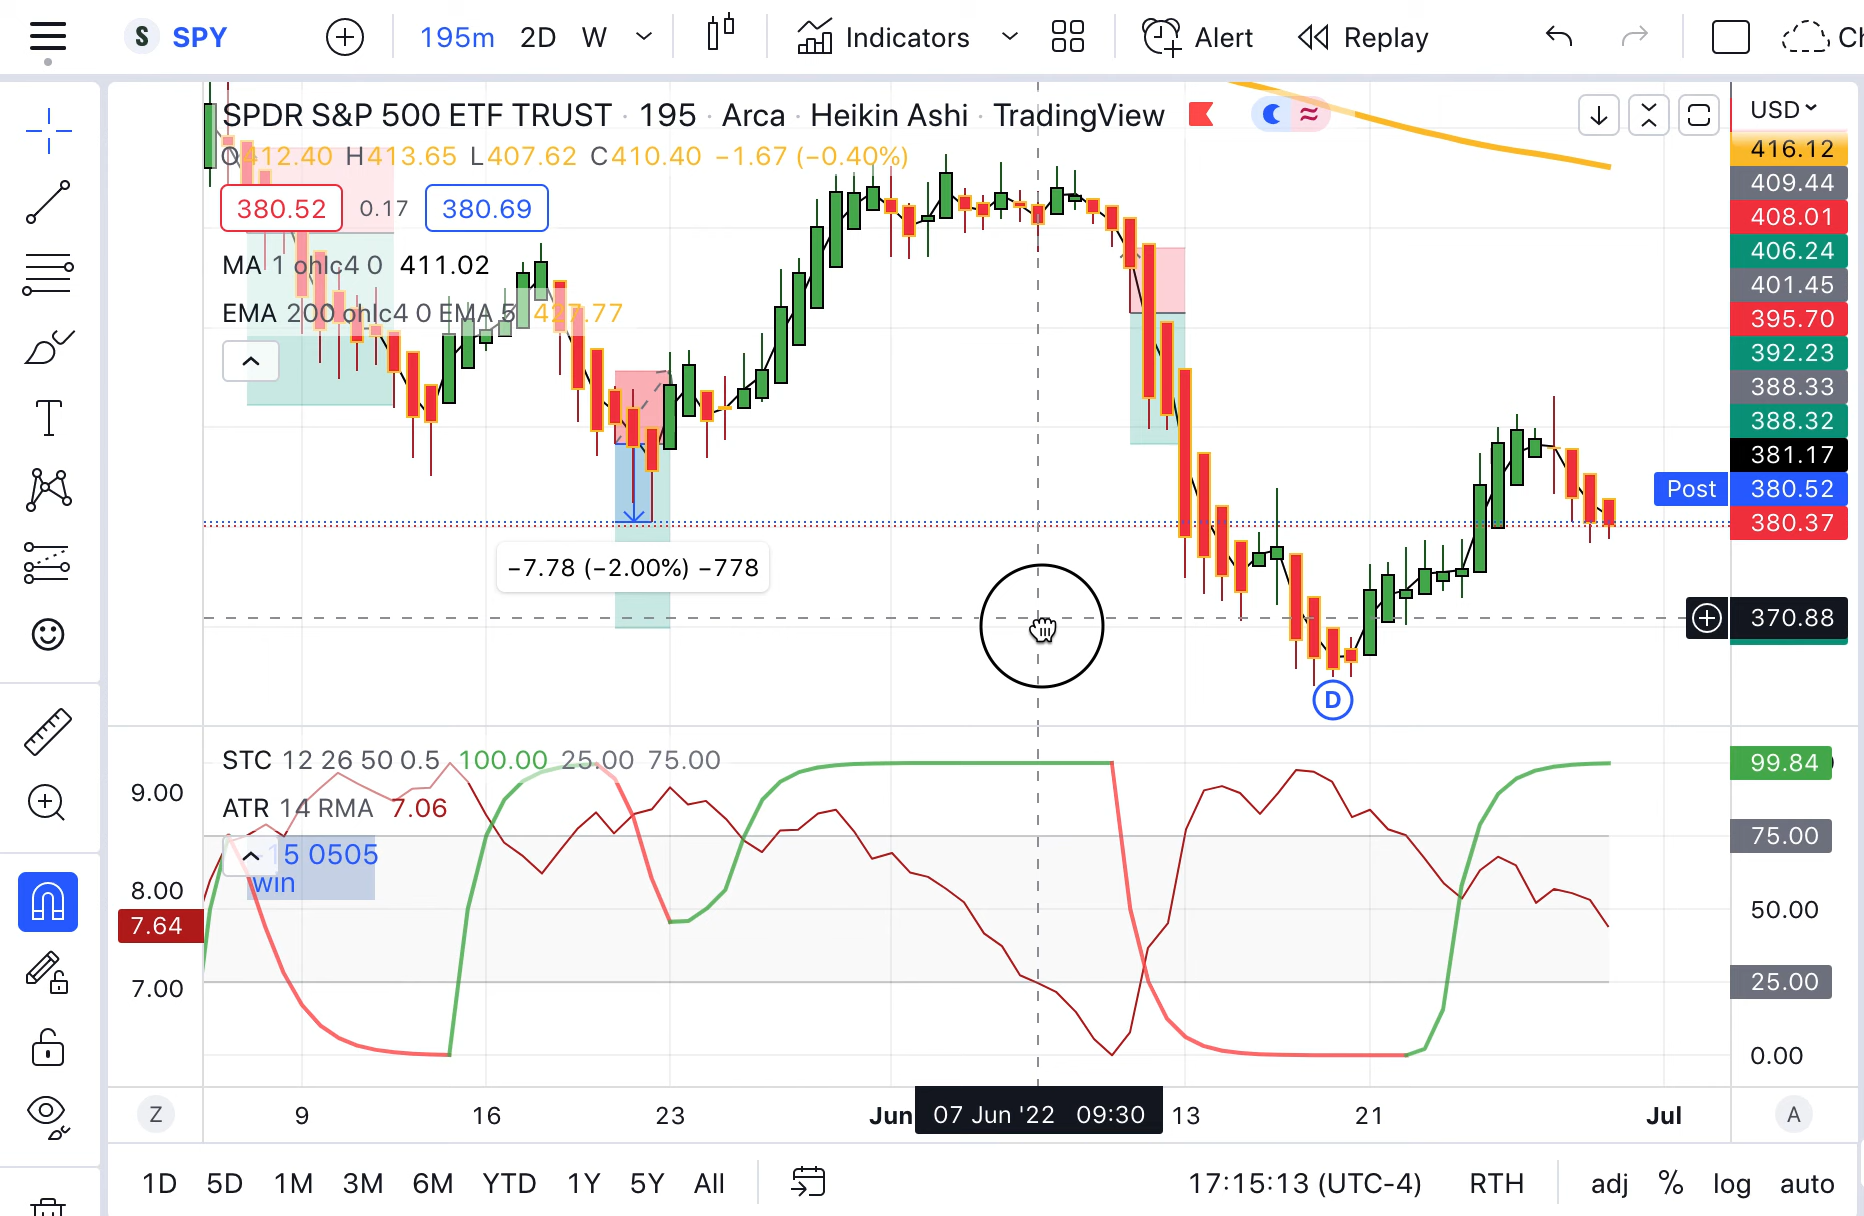 S SPY 195m 2D W Indicators Alert Replay Ch
SPDR S&P 500 ETF TRUST · 195 · Arca · Heikin Ashi · TradingView
O412.40 H413.65 L407.62 C410.40 −1.67 (−0.40%)
380.52 0.17 380.69
MA 1 ohlc4 0 411.02
EMA 200 ohlc4 0 EMA 5 427.77
USD
416.12
409.44
408.01
406.24
401.45
395.70
392.23
388.33
388.32
381.17
Post 380.52
380.37
370.88
−7.78 (−2.00%) −778
D
STC 12 26 50 0.5 100.00 25.00 75.00
ATR 14 RMA 7.06
15 0505
win
9.00
8.00
7.64
7.00
99.84
75.00
50.00
25.00
0.00
Z 9 16 23 Jun 07 Jun '22 09:30 13 21 Jul A
1D 5D 1M 3M 6M YTD 1Y 5Y All 17:15:13 (UTC-4) RTH adj % log auto